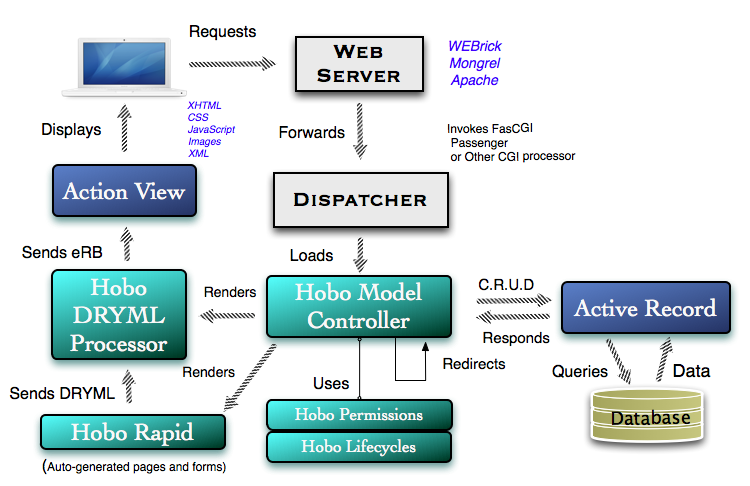 Requests
WEB
SERVER
WEBrick
Mongrel
Apache
XHTML
CSS
JavaScript
Images
XML
Displays
Forwards
Invokes FasCGI
Passenger
or Other CGI processor
Action View
DISPATCHER
Sends eRB
Loads
Hobo
DRYML
Processor
Renders
Hobo Model
Controller
C.R.U.D
Responds
Active Record
Redirects
Renders
Uses
Queries
Data
Sends DRYML
Hobo Rapid
(Auto-generated pages and forms)
Hobo Permissions
Hobo Lifecycles
Database